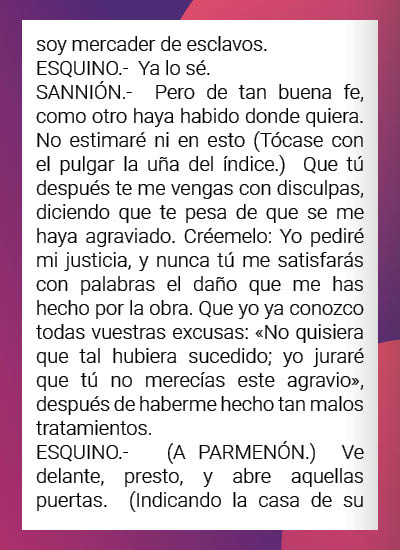 soy mercader de esclavos.
ESQUINO.-  Ya lo sé.
SANNIÓN.-  Pero de tan buena fe,
como otro haya habido donde quiera.
No estimaré ni en esto (Tócase con
el pulgar la uña del índice.)  Que tú
después te me vengas con disculpas,
diciendo que te pesa de que se me
haya agraviado. Créemelo: Yo pediré
mi justicia, y nunca tú me satisfarás
con palabras el daño que me has
hecho por la obra. Que yo ya conozco
todas vuestras excusas: «No quisiera
que tal hubiera sucedido; yo juraré
que tú no merecías este agravio»,
después de haberme hecho tan malos
tratamientos.
ESQUINO.-  (A PARMENÓN.)  Ve
delante, presto, y abre aquellas
puertas.  (Indicando la casa de su